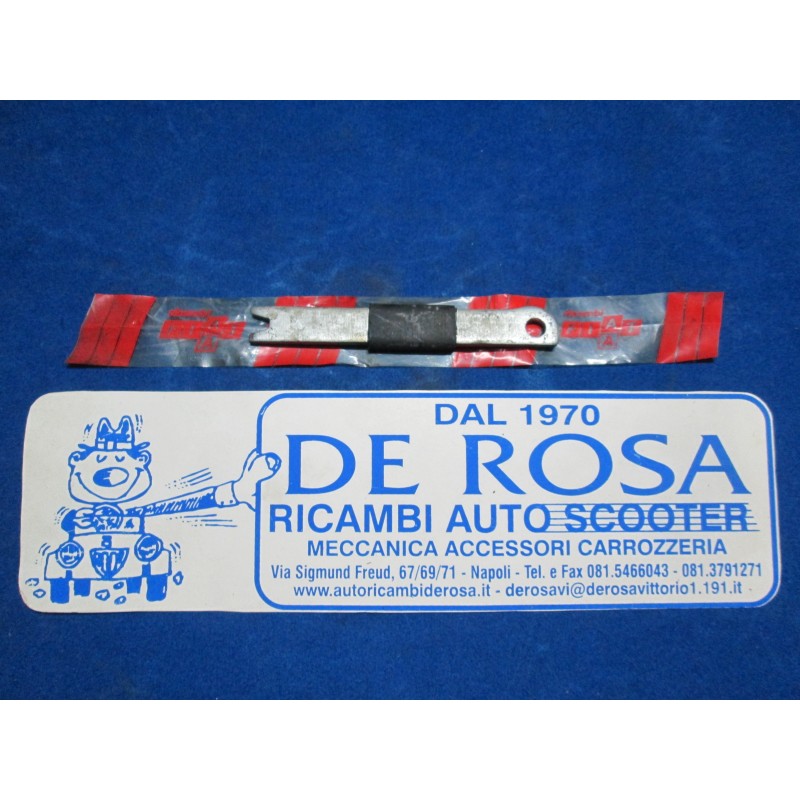 DAL 1970
DE ROSA
RICAMBI AUTO SCOOTER
MECCANICA ACCESSORI CARROZZERIA
Via Sigmund Freud, 67/69/71 - Napoli - Tel. e Fax 081.5466043 - 081.3791271
www.autoricambiderosa.it - derosavi@derosavittorio1.191.it